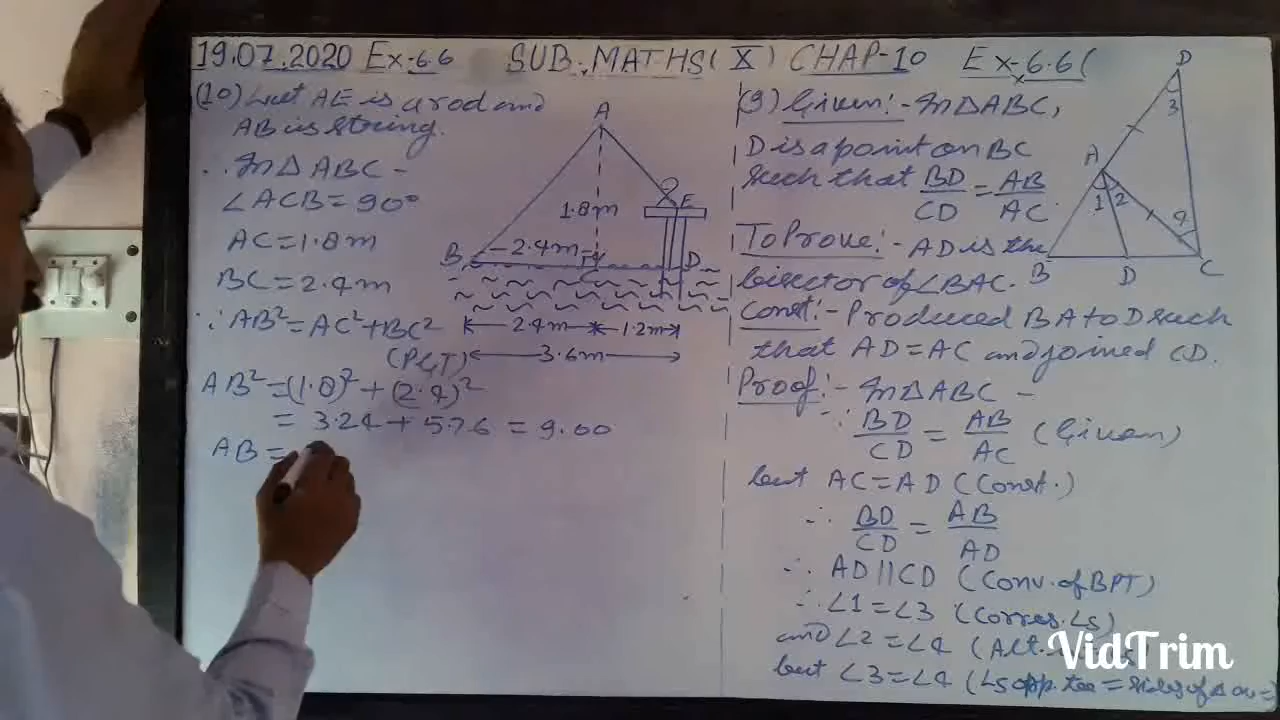 19.07.2020 Ex-6.6 SUB:-MATHS(X) CHAP-10 Ex-6.6(
(10) Let AE is a rod and
AB is string.
∴ In ΔABC -
∠ACB=90°
AC=1.8m
BC=2.4m
∵ AB²=AC²+BC²
(PGT)
AB²=(1.8)²+(2.4)²
= 3.24+5.76=9.00
AB=
A
1.8m
E
B
2.4m
C
D
2.4m 1.2m
3.6m
(9) Given:- In ΔABC,
D is a point on BC
such that BD/CD = AB/AC.
To Prove:- AD is the
bisector of ∠BAC.
Const:- Produced BA to D such
that AD=AC and joined CD.
Proof:- In ΔABC -
∵ BD/CD = AB/AC (Given)
but AC=AD (Const.)
∴ BD/CD = AB/AD
∴ AD||CD (Conv. of BPT)
∴ ∠1=∠3 (Corres. ∠s)
and ∠2=∠4 (Alt.
but ∠3=∠4 (∠s opp. = sides of Δ
D
3
A
1 2
4
B D C
VidTrim